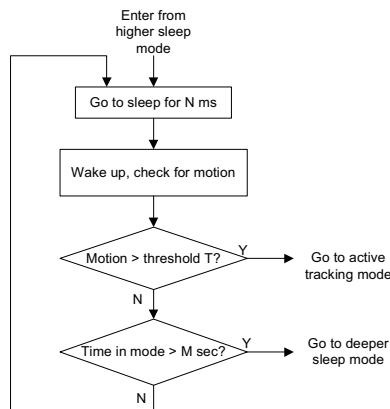 Enter from
higher sleep
mode
Go to sleep for N ms
Wake up, check for motion
Motion > threshold T?
Y
Go to active
tracking mode
N
Time in mode > M sec?
Y
Go to deeper
sleep mode
N